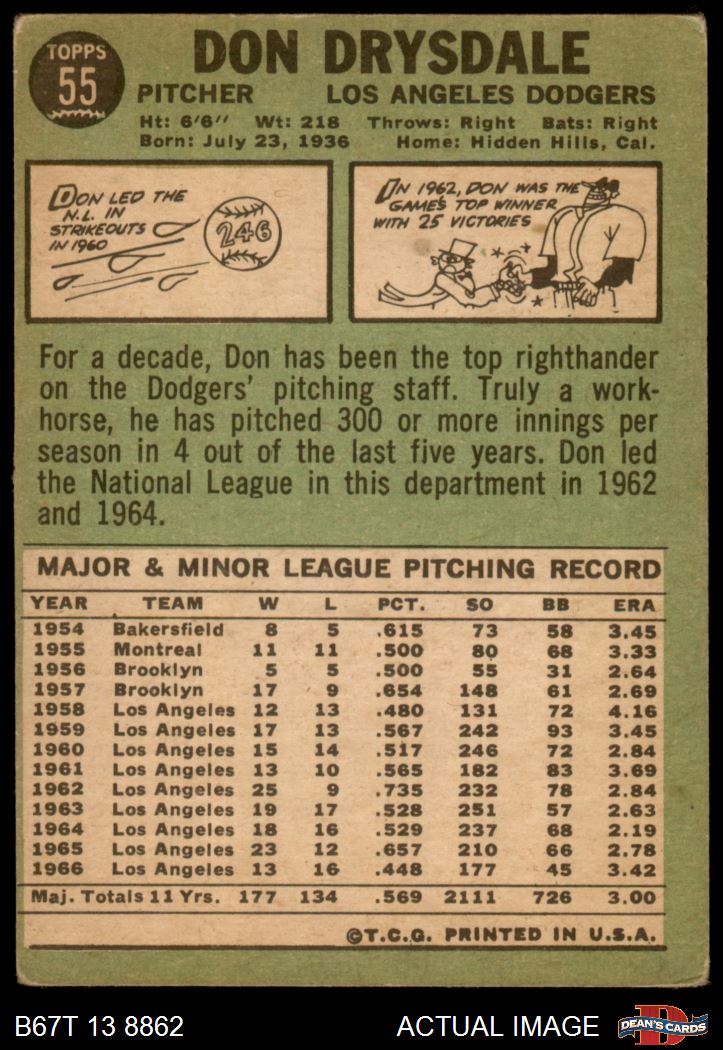 TOPPS
55
DON DRYSDALE
PITCHER LOS ANGELES DODGERS
Ht: 6'6" Wt: 218 Throws: Right Bats: Right
Born: July 23, 1936 Home: Hidden Hills, Cal.
DON LED THE
N.L. IN
STRIKEOUTS
IN 1960
246
IN 1962, DON WAS THE
GAME'S TOP WINNER
WITH 25 VICTORIES
For a decade, Don has been the top righthander
on the Dodgers' pitching staff. Truly a work-
horse, he has pitched 300 or more innings per
season in 4 out of the last five years. Don led
the National League in this department in 1962
and 1964.
MAJOR & MINOR LEAGUE PITCHING RECORD
YEAR TEAM W L PCT. SO BB ERA
1954 Bakersfield 8 5 .615 73 58 3.45
1955 Montreal 11 11 .500 80 68 3.33
1956 Brooklyn 5 5 .500 55 31 2.64
1957 Brooklyn 17 9 .654 148 61 2.69
1958 Los Angeles 12 13 .480 131 72 4.16
1959 Los Angeles 17 13 .567 242 93 3.45
1960 Los Angeles 15 14 .517 246 72 2.84
1961 Los Angeles 13 10 .565 182 83 3.69
1962 Los Angeles 25 9 .735 232 78 2.84
1963 Los Angeles 19 17 .528 251 57 2.63
1964 Los Angeles 18 16 .529 237 68 2.19
1965 Los Angeles 23 12 .657 210 66 2.78
1966 Los Angeles 13 16 .448 177 45 3.42
Maj. Totals 11 Yrs. 177 134 .569 2111 726 3.00
©T.C.G. PRINTED IN U.S.A.
B67T 13 8862 ACTUAL IMAGE DEAN'S CARDS